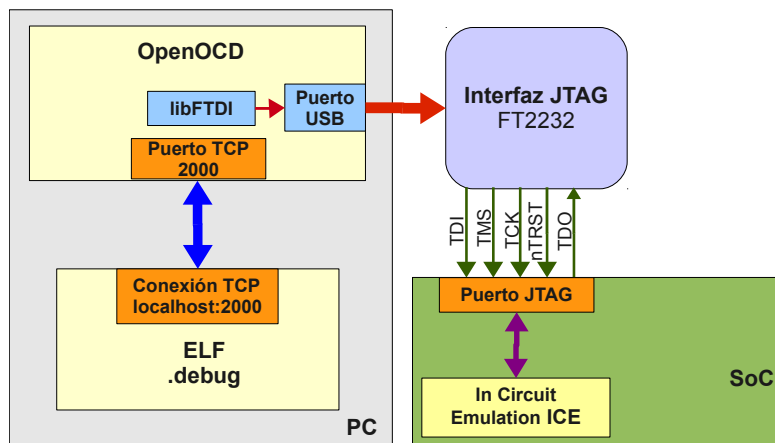 OpenOCD
libFTDI
Puerto
USB
Puerto TCP
2000
Conexión TCP
localhost:2000
ELF
.debug
PC
Interfaz JTAG
FT2232
TDI
TMS
TCK
nTRST
TDO
Puerto JTAG
SoC
In Circuit
Emulation ICE